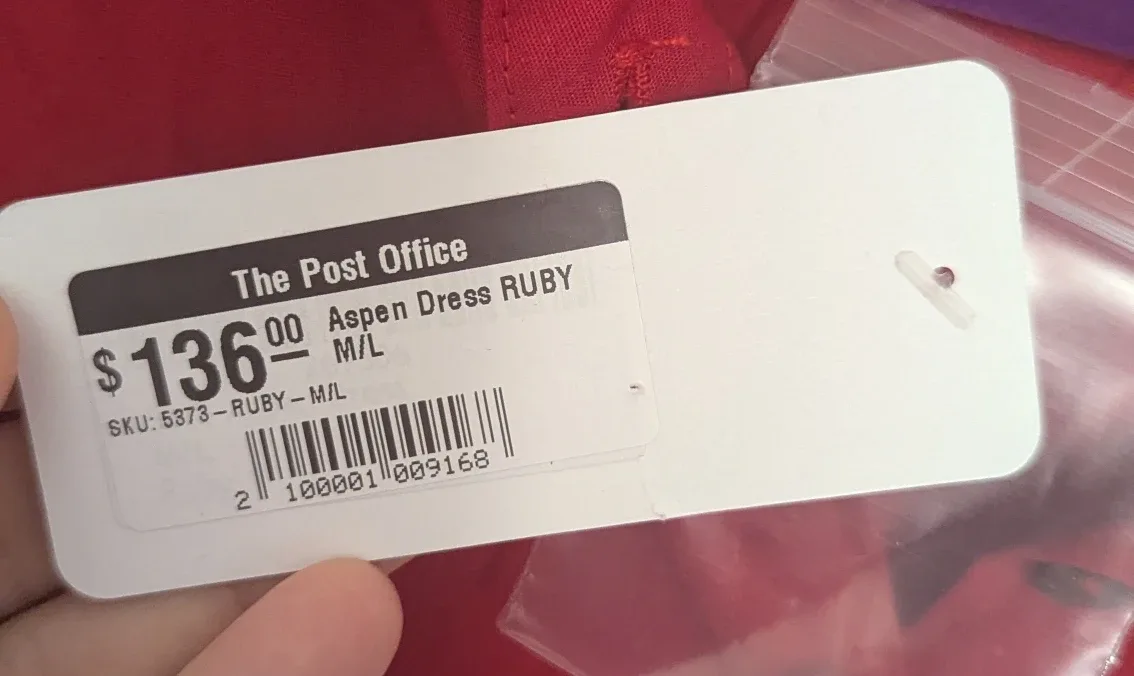 The Post Office
$136.00 Aspen Dress RUBY
M/L
SKU: 5373-RUBY-M/L
2 100001 009168